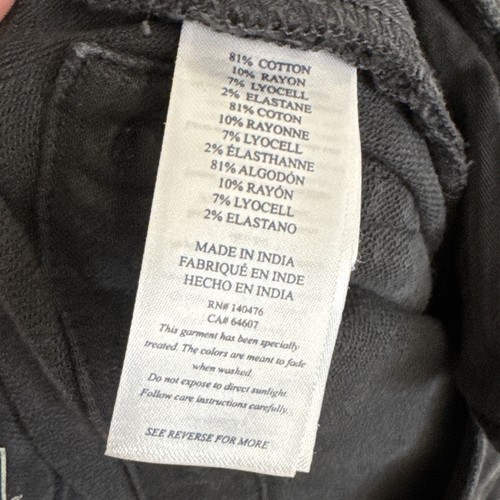 81% COTTON
10% RAYON
7% LYOCELL
2% ELASTANE
81% COTON
10% RAYONNE
7% LYOCELL
2% ÉLASTHANNE
81% ALGODÓN
10% RAYÓN
7% LYOCELL
2% ELASTANO
MADE IN INDIA
FABRIQUÉ EN INDE
HECHO EN INDIA
RN# 140476
CA# 64607
This garment has been specially
treated. The colors are meant to fade
when washed.
Do not expose to direct sunlight.
Follow care instructions carefully.
SEE REVERSE FOR MORE